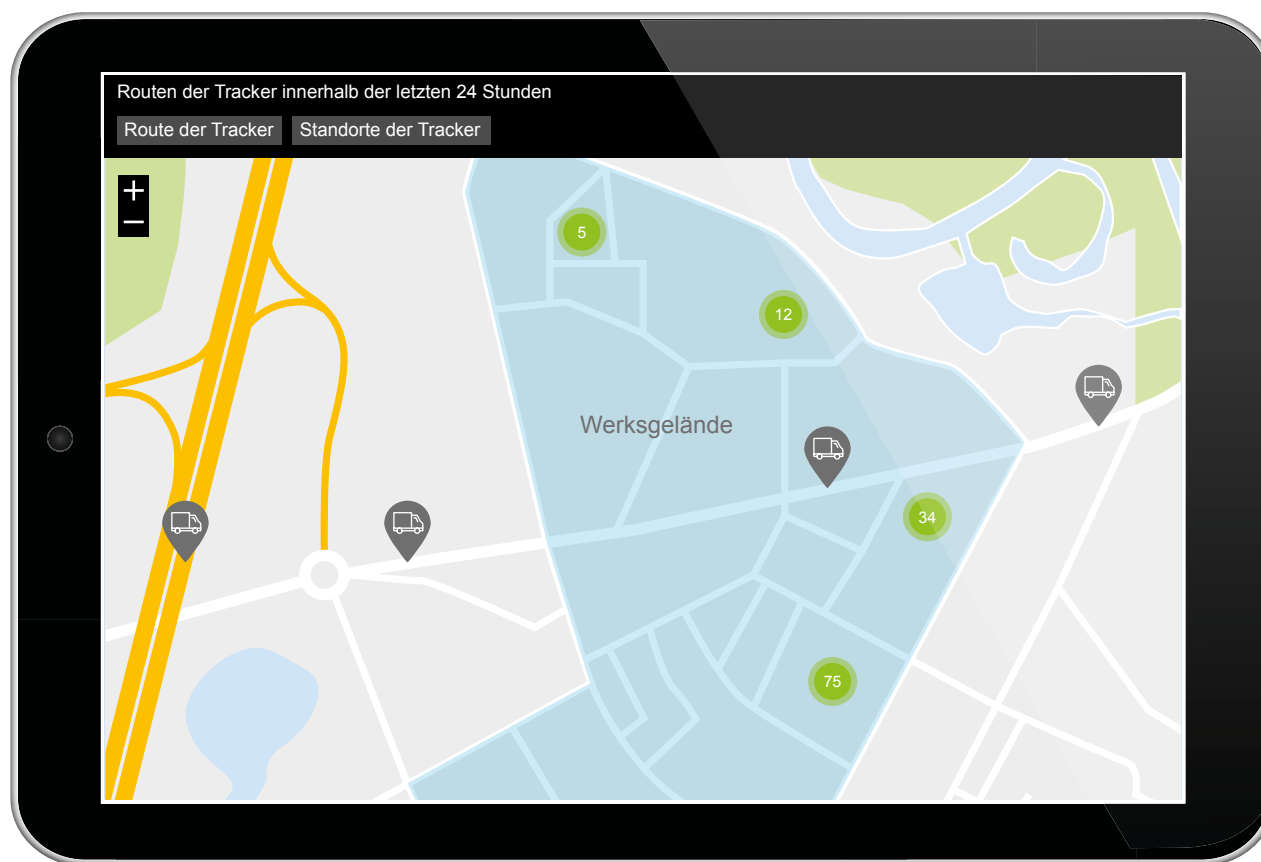 Routen der Tracker innerhalb der letzten 24 Stunden
Route der Tracker
Standorte der Tracker
+
−
5
12
Werksgelände
34
75